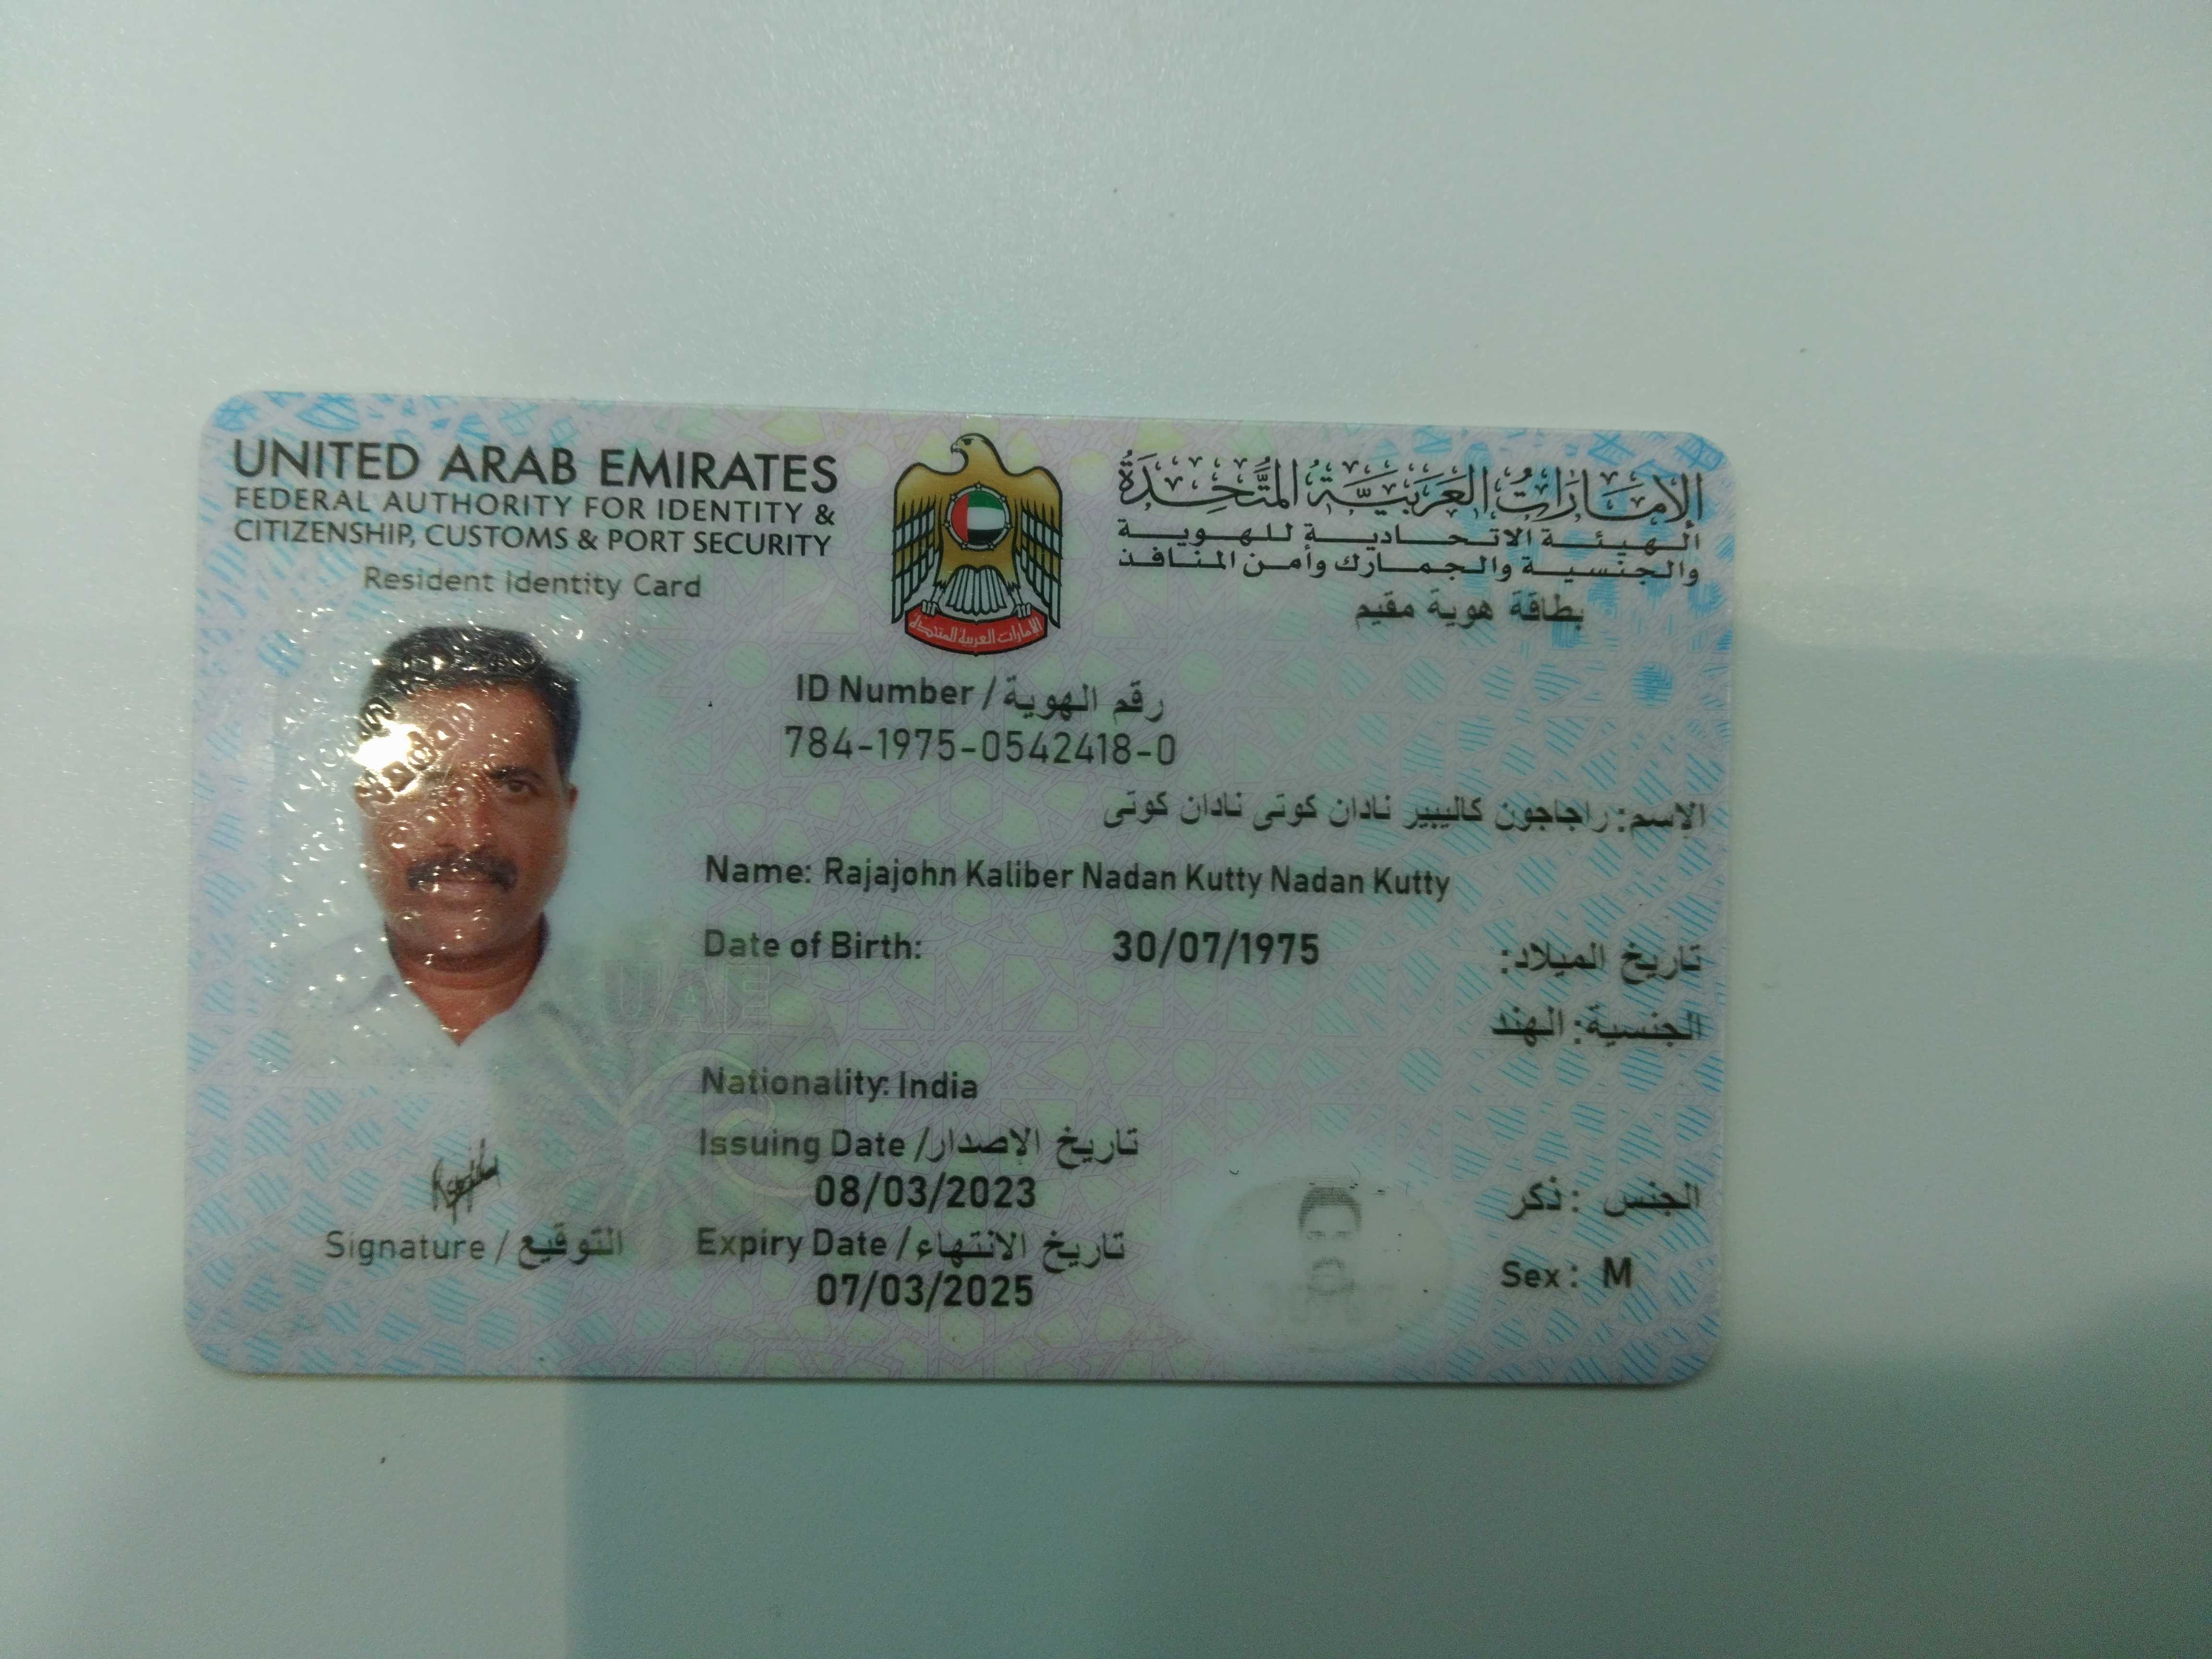 UNITED ARAB EMIRATES
FEDERAL AUTHORITY FOR IDENTITY &
CITIZENSHIP, CUSTOMS & PORT SECURITY
Resident Identity Card
الإمارات العربية المتحدة
الهيئة الاتحادية للهوية
والجنسية والجمارك وأمن المنافذ
بطاقة هوية مقيم
الامارات العربية المتحدة
ID Number / رقم الهوية
784-1975-0542418-0
الاسم: راجاجون كاليبير نادان كوتى نادان كوتى
Name: Rajajohn Kaliber Nadan Kutty Nadan Kutty
Date of Birth: 30/07/1975 تاريخ الميلاد:
الجنسية: الهند
UAE
Nationality: India
Issuing Date / تاريخ الإصدار
08/03/2023
الجنس : ذكر
Signature / التوقيع
Expiry Date / تاريخ الانتهاء
07/03/2025
Sex: M